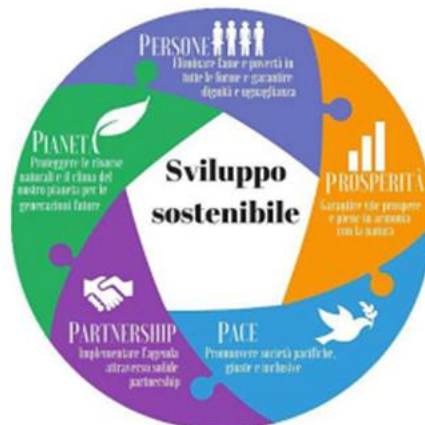 PERSONE
Eliminare fame e povertà in
tutte le forme e garantire
dignità e uguaglianza
PROSPERITÀ
Garantire vite prospere
e piene in armonia
con la natura
PACE
Promuovere società pacifiche,
giuste e inclusive
PARTNERSHIP
Implementare l'agenda
attraverso solide
partnership
PIANETA
Proteggere le risorse
naturali e il clima del
nostro pianeta per le
generazioni future
Sviluppo
sostenibile